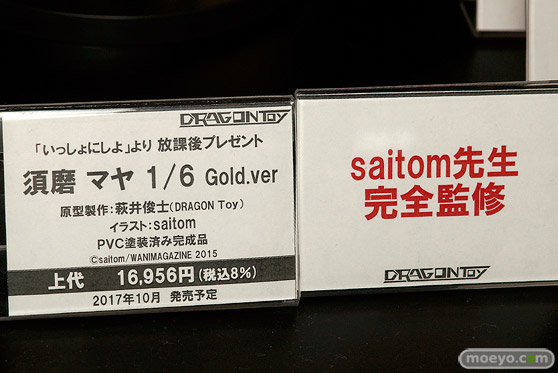 DRAGON Toy
「いっしょにしよ」より 放課後プレゼント
須磨 マヤ 1/6 Gold.ver
原型製作:萩井俊士(DRAGON Toy)
イラスト:saitom
PVC塗装済み完成品
©saitom/WANIMAGAZINE 2015
上代 16,956円(税込8%)
2017年10月 発売予定
saitom先生
完全監修
DRAGON Toy
moeyo.com